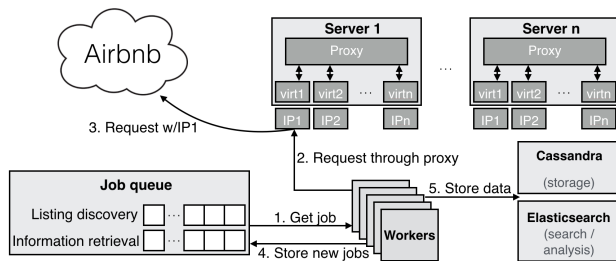 Airbnb
Server 1
Proxy
virt1 virt2 ... virtn
IP1 IP2 IPn
...
Server n
Proxy
virt1 virt2 ... virtn
IP1 IP2 IPn
3. Request w/IP1
2. Request through proxy
Job queue
Listing discovery ...
Information retrieval ...
1. Get job
4. Store new jobs
Workers
5. Store data
Cassandra
(storage)
Elasticsearch
(search /
analysis)